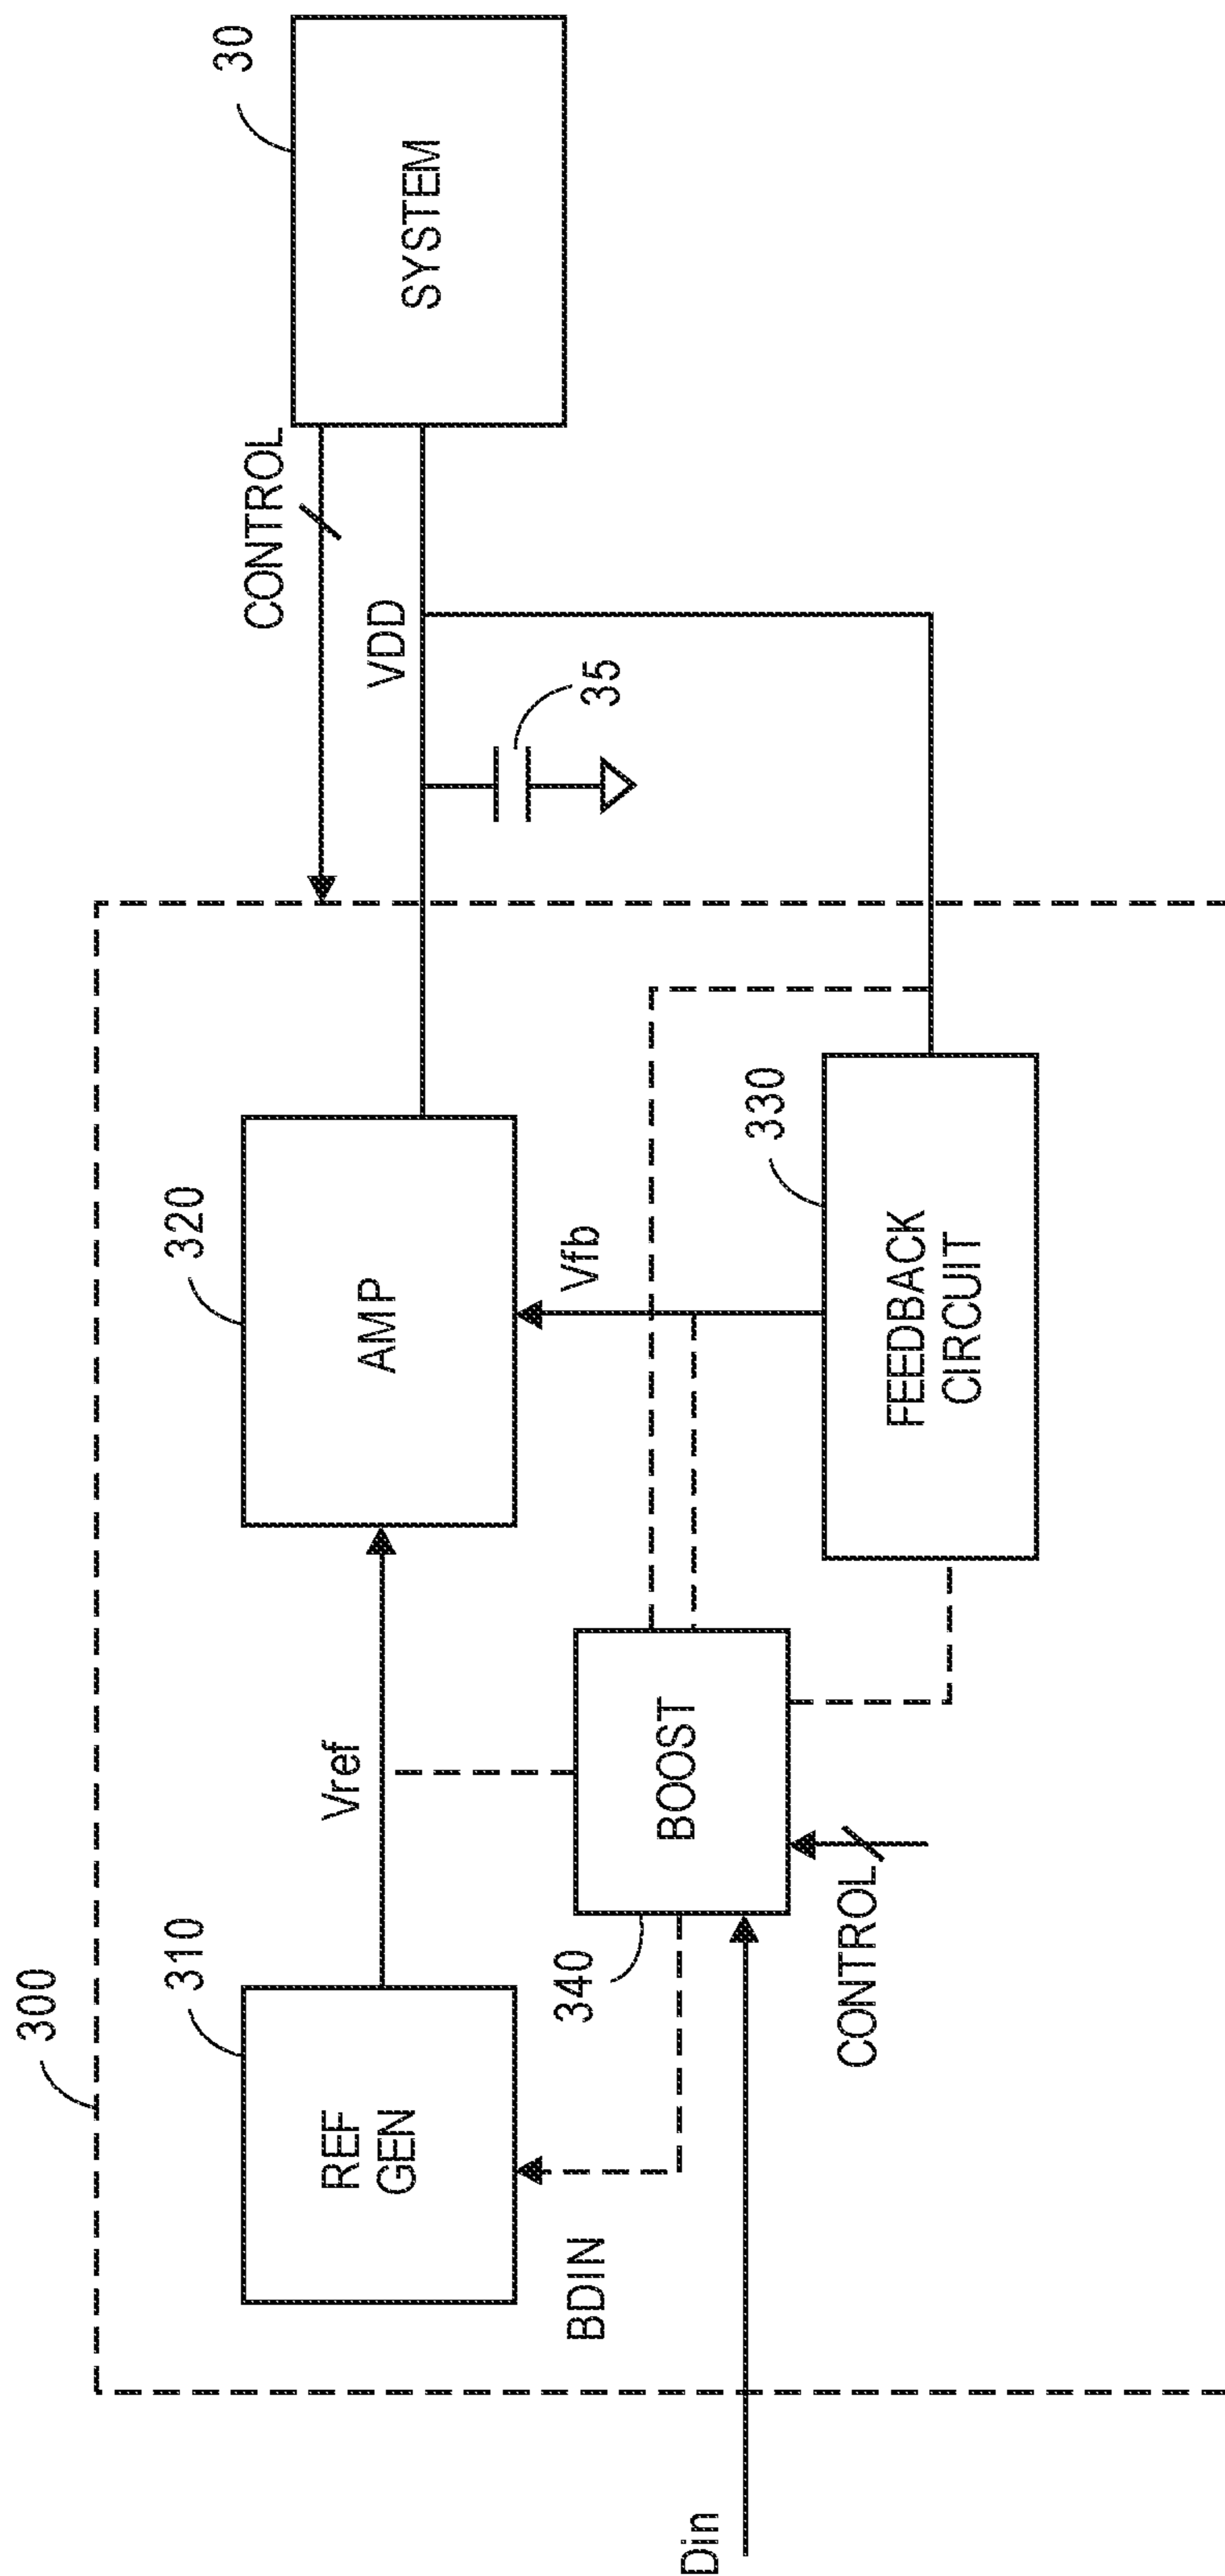 300
310
REF
GEN
Vref
320
AMP
VDD
CONTROL
30
SYSTEM
35
BDIN
340
BOOST
Vfb
330
FEEDBACK
CIRCUIT
CONTROL
Din